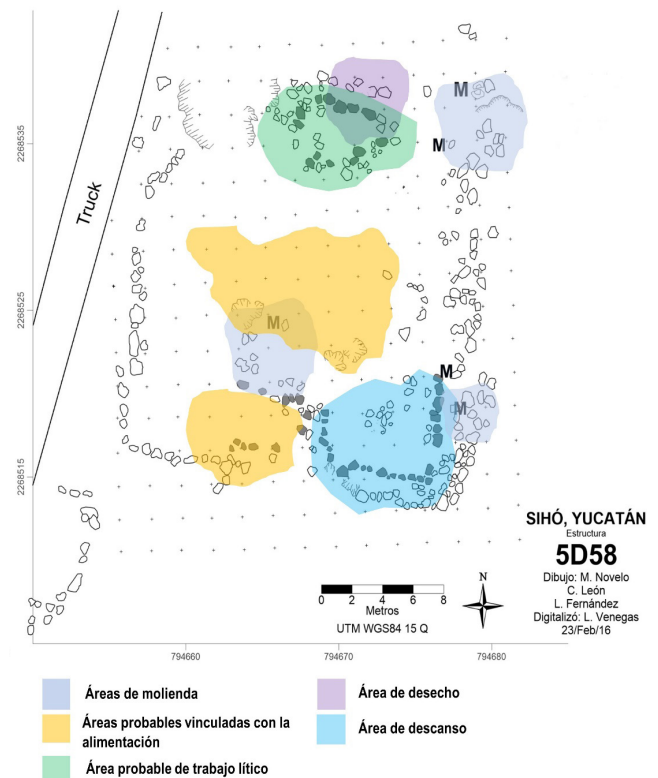 Truck
M
M
M
M
M
2268535
2268525
2268515
794660
794670
794680
SIHÓ, YUCATÁN
Estructura
5D58
Dibujo: M. Novelo
C. León
L. Fernández
Digitalizó: L. Venegas
23/Feb/16
N
0 2 4 6 8
Metros
UTM WGS84 15 Q
Áreas de molienda
Áreas probables vinculadas con la
alimentación
Área probable de trabajo lítico
Área de desecho
Área de descanso